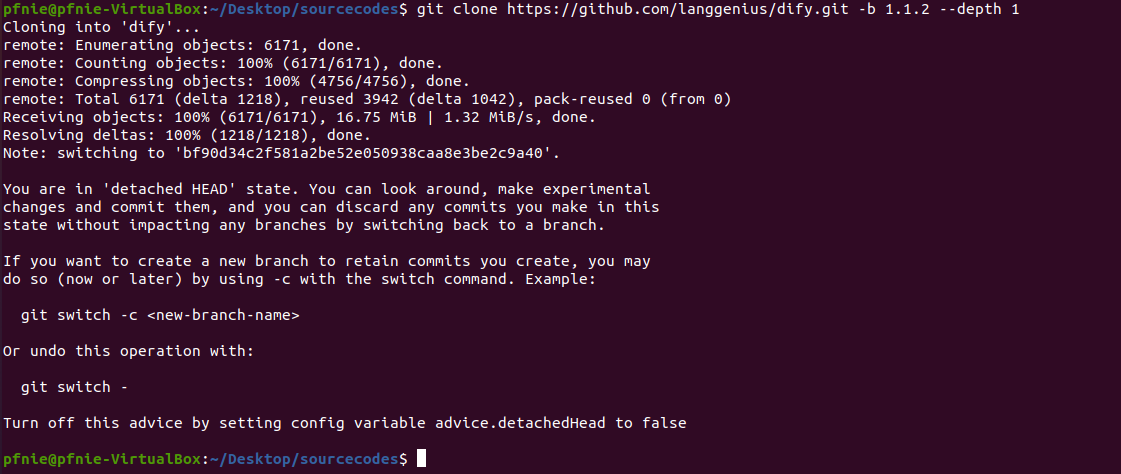 pfnie@pfnie-VirtualBox:~/Desktop/sourcecodes$ git clone https://github.com/langgenius/dify.git -b 1.1.2 --depth 1
Cloning into 'dify'...
remote: Enumerating objects: 6171, done.
remote: Counting objects: 100% (6171/6171), done.
remote: Compressing objects: 100% (4756/4756), done.
remote: Total 6171 (delta 1218), reused 3942 (delta 1042), pack-reused 0 (from 0)
Receiving objects: 100% (6171/6171), 16.75 MiB | 1.32 MiB/s, done.
Resolving deltas: 100% (1218/1218), done.
Note: switching to 'bf90d34c2f581a2be52e050938caa8e3be2c9a40'.

You are in 'detached HEAD' state. You can look around, make experimental
changes and commit them, and you can discard any commits you make in this
state without impacting any branches by switching back to a branch.

If you want to create a new branch to retain commits you create, you may
do so (now or later) by using -c with the switch command. Example:

  git switch -c <new-branch-name>

Or undo this operation with:

  git switch -

Turn off this advice by setting config variable advice.detachedHead to false

pfnie@pfnie-VirtualBox:~/Desktop/sourcecodes$